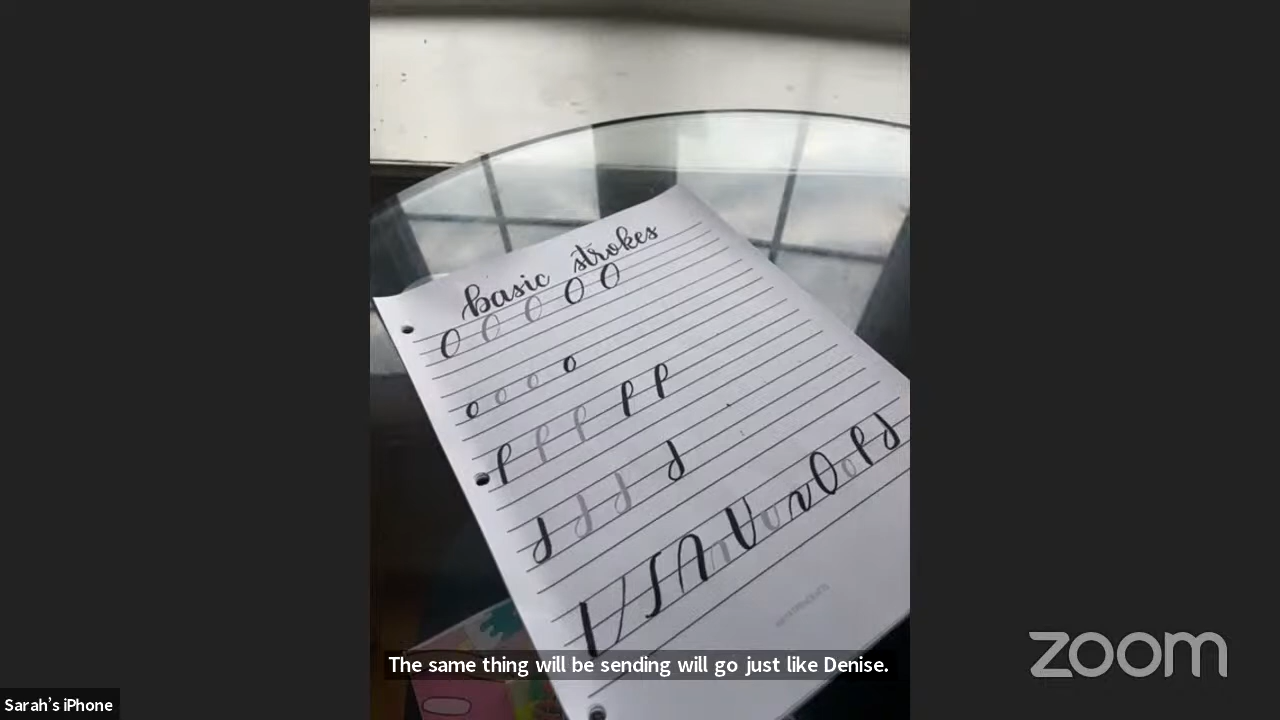 basic strokes
O O O O O
o o o o
The same thing will be sending will go just like Denise.
zoom
Sarah's iPhone